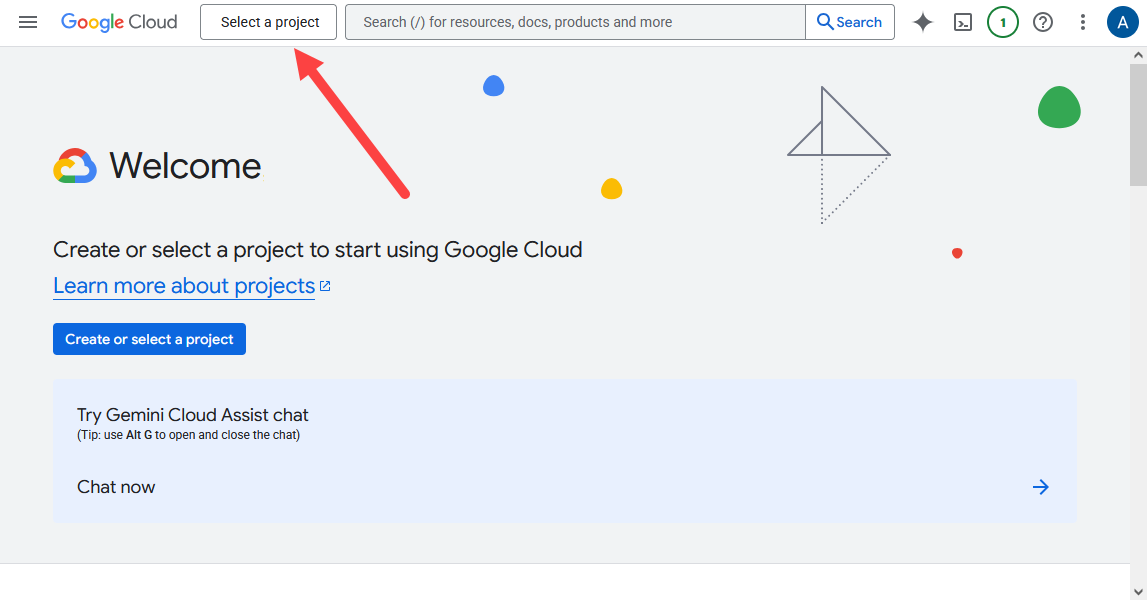 Google Cloud
Select a project
Search (/) for resources, docs, products and more
Search
1
A
Welcome
Create or select a project to start using Google Cloud
Learn more about projects
Create or select a project
Try Gemini Cloud Assist chat
(Tip: use Alt G to open and close the chat)
Chat now